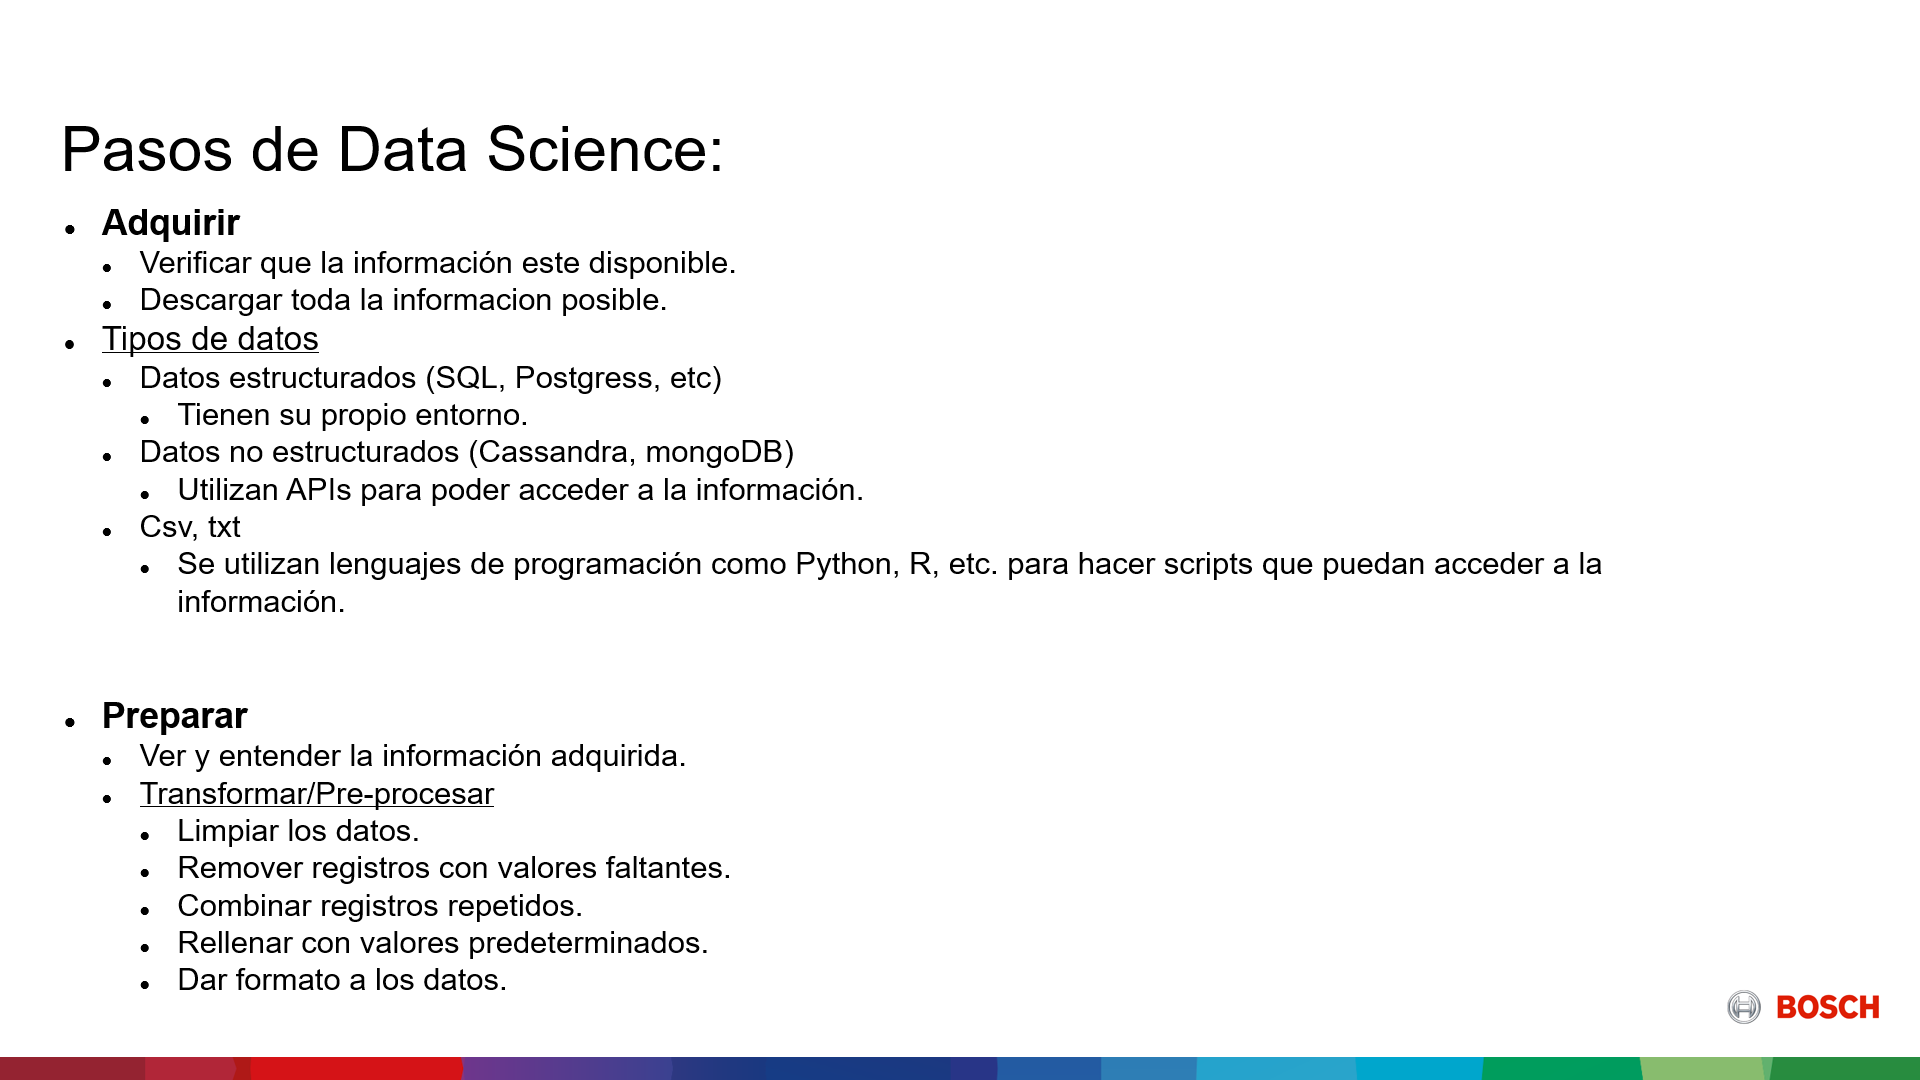 Pasos de Data Science:
Adquirir
Verificar que la información este disponible.
Descargar toda la informacion posible.
Tipos de datos
Datos estructurados (SQL, Postgress, etc)
Tienen su propio entorno.
Datos no estructurados (Cassandra, mongoDB)
Utilizan APIs para poder acceder a la información.
Csv, txt
Se utilizan lenguajes de programación como Python, R, etc. para hacer scripts que puedan acceder a la
información.
Preparar
Ver y entender la información adquirida.
Transformar/Pre-procesar
Limpiar los datos.
Remover registros con valores faltantes.
Combinar registros repetidos.
Rellenar con valores predeterminados.
Dar formato a los datos.
BOSCH